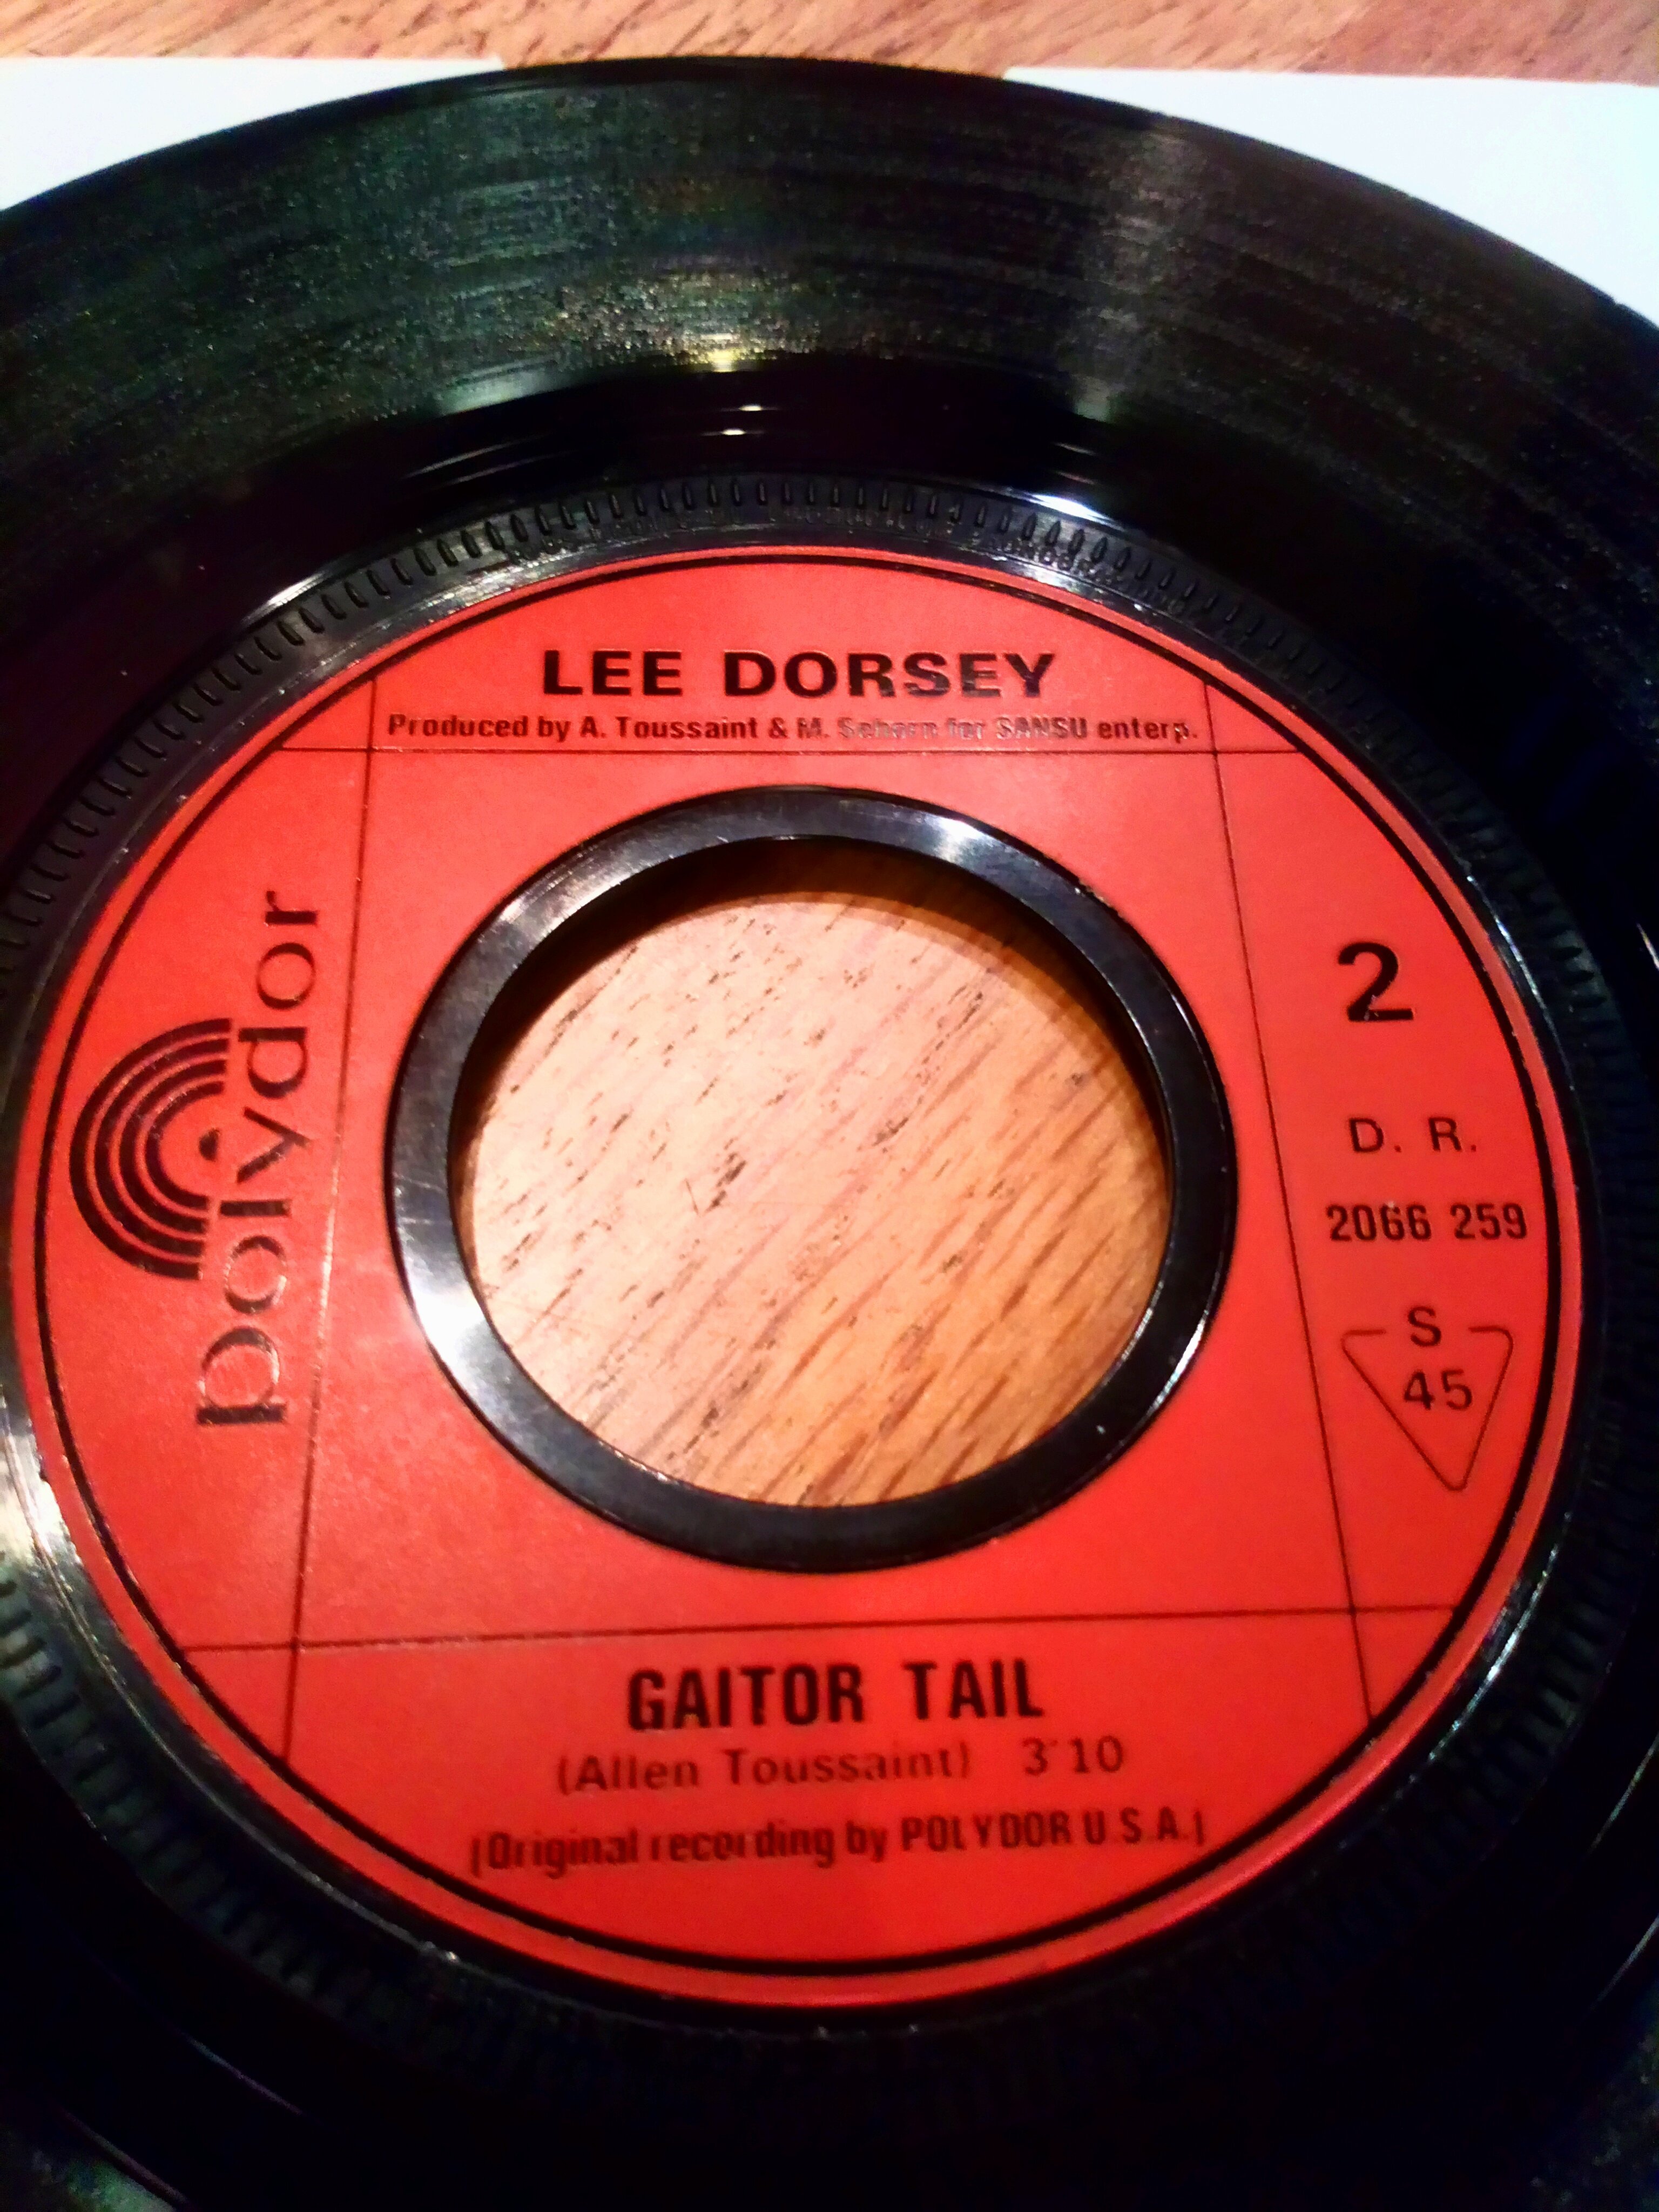 LEE DORSEY
Produced by A. Toussaint & M. Sehorn for SANSU enterp.
polydor
2
D. R.
2066 259
S
45
GAITOR TAIL
(Allen Toussaint) 3'10
(Original recording by POLYDOR U.S.A.)